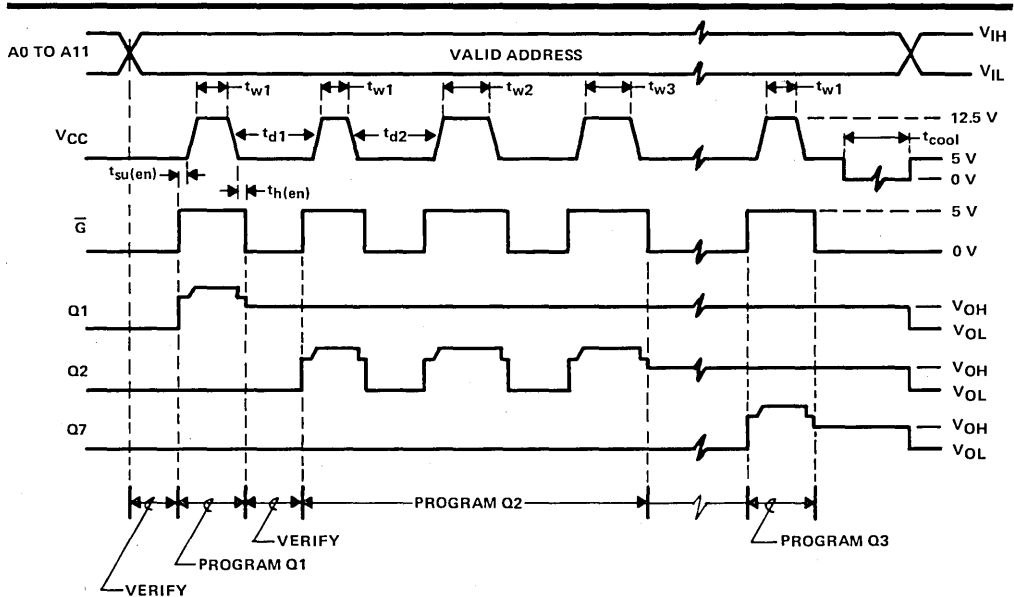 A0 TO A11
VALID ADDRESS
VIH
VIL
tw1
tw1
tw2
tw3
tw1
VCC
td1
td2
12.5 V
tcool
5 V
0 V
tsu(en)
th(en)
G
5 V
0 V
Q1
VOH
VOL
Q2
VOH
VOL
Q7
VOH
VOL
PROGRAM Q2
VERIFY
PROGRAM Q3
PROGRAM Q1
VERIFY